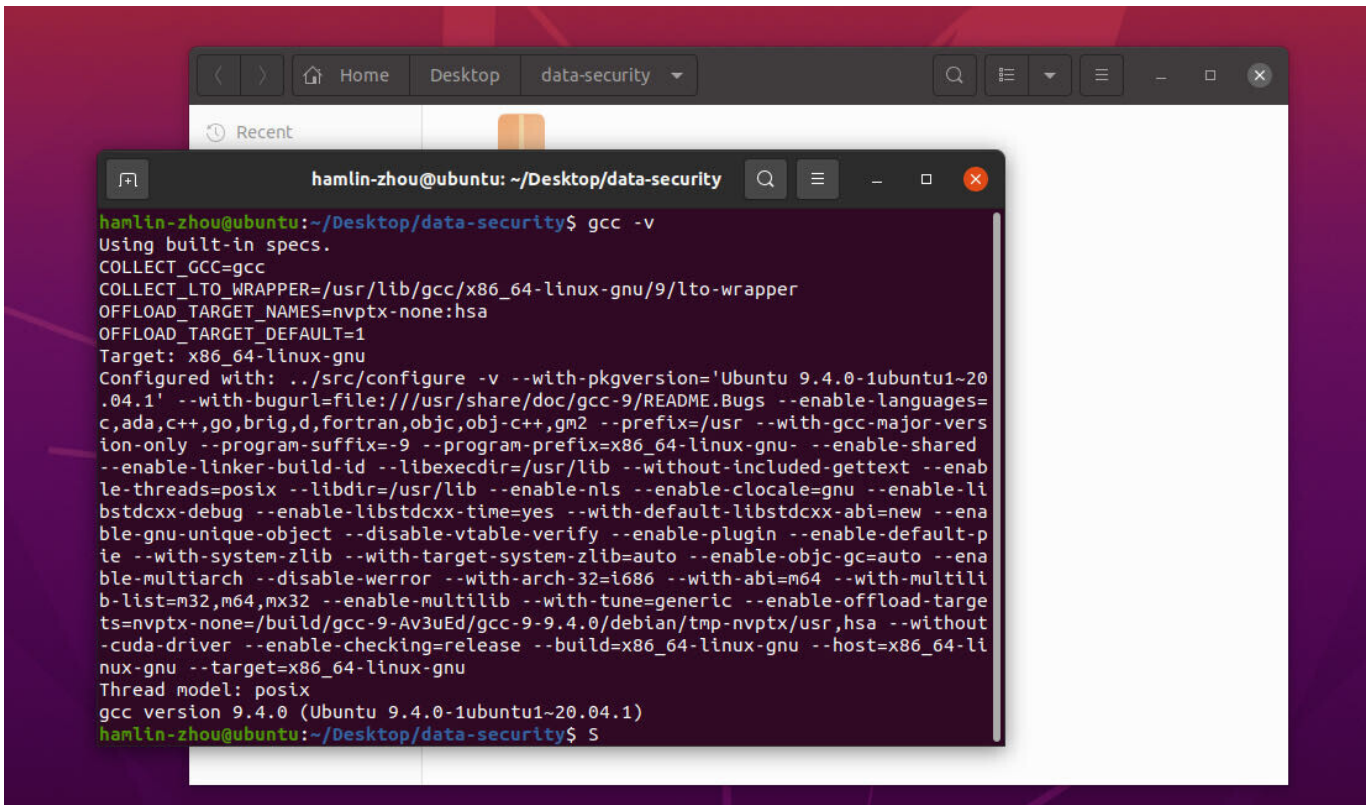 Home Desktop data-security
Recent
hamlin-zhou@ubuntu: ~/Desktop/data-security
hamlin-zhou@ubuntu:~/Desktop/data-security$ gcc -v
Using built-in specs.
COLLECT_GCC=gcc
COLLECT_LTO_WRAPPER=/usr/lib/gcc/x86_64-linux-gnu/9/lto-wrapper
OFFLOAD_TARGET_NAMES=nvptx-none:hsa
OFFLOAD_TARGET_DEFAULT=1
Target: x86_64-linux-gnu
Configured with: ../src/configure -v --with-pkgversion='Ubuntu 9.4.0-1ubuntu1~20
.04.1' --with-bugurl=file:///usr/share/doc/gcc-9/README.Bugs --enable-languages=
c,ada,c++,go,brig,d,fortran,objc,obj-c++,gm2 --prefix=/usr --with-gcc-major-vers
ion-only --program-suffix=-9 --program-prefix=x86_64-linux-gnu- --enable-shared
--enable-linker-build-id --libexecdir=/usr/lib --without-included-gettext --enab
le-threads=posix --libdir=/usr/lib --enable-nls --enable-clocale=gnu --enable-li
bstdcxx-debug --enable-libstdcxx-time=yes --with-default-libstdcxx-abi=new --ena
ble-gnu-unique-object --disable-vtable-verify --enable-plugin --enable-default-p
ie --with-system-zlib --with-target-system-zlib=auto --enable-objc-gc=auto --ena
ble-multiarch --disable-werror --with-arch-32=i686 --with-abi=m64 --with-multili
b-list=m32,m64,mx32 --enable-multilib --with-tune=generic --enable-offload-targe
ts=nvptx-none=/build/gcc-9-Av3uEd/gcc-9-9.4.0/debian/tmp-nvptx/usr,hsa --without
-cuda-driver --enable-checking=release --build=x86_64-linux-gnu --host=x86_64-li
nux-gnu --target=x86_64-linux-gnu
Thread model: posix
gcc version 9.4.0 (Ubuntu 9.4.0-1ubuntu1~20.04.1)
hamlin-zhou@ubuntu:~/Desktop/data-security$ S